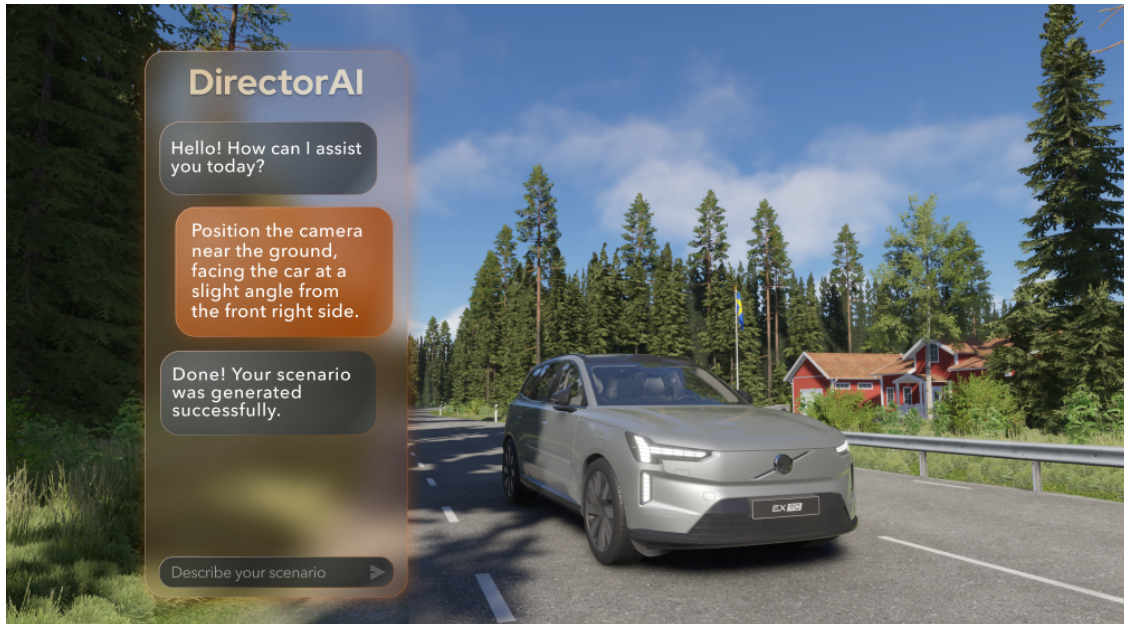 DirectorAI
Hello! How can I assist
you today?
Position the camera
near the ground,
facing the car at a
slight angle from
the front right side.
Done! Your scenario
was generated
successfully.
Describe your scenario
EX90